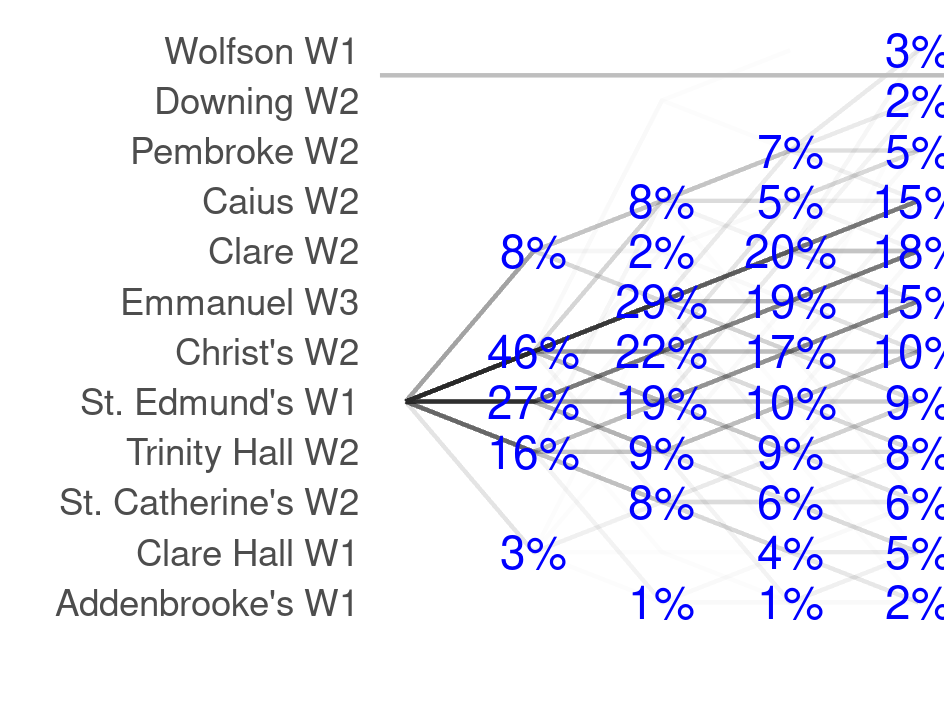 Wolfson W1 3%
Downing W2 2%
Pembroke W2 7% 5%
Caius W2 8% 5% 15%
Clare W2 8% 2% 20% 18%
Emmanuel W3 29% 19% 15%
Christ's W2 46% 22% 17% 10%
St. Edmund's W1 27% 19% 10% 9%
Trinity Hall W2 16% 9% 9% 8%
St. Catherine's W2 8% 6% 6%
Clare Hall W1 3% 4% 5%
Addenbrooke's W1 1% 1% 2%